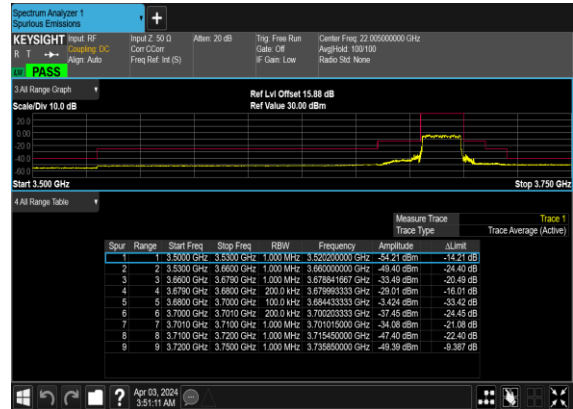 Spectrum Analyzer 1
Spurious Emissions
+
KEYSIGHT Input: RF Input Z: 50 Ω Atten: 20 dB Trig: Free Run Center Freq: 22.005000000 GHz
R T Coupling: DC Corr CCorr Gate: Off Avg|Hold: 100/100
Align: Auto Freq Ref: Int (S) IF Gain: Low Radio Std: None
LW PASS
3 All Range Graph
Ref Lvl Offset 15.88 dB
Scale/Div 10.0 dB Ref Value 30.00 dBm
20.0
0.00
-20.0
-40.0
-60.0
Start 3.500 GHz Stop 3.750 GHz
4 All Range Table
Measure Trace Trace 1
Trace Type Trace Average (Active)
Spur Range Start Freq Stop Freq RBW Frequency Amplitude ΔLimit
1 1 3.5000 GHz 3.5300 GHz 1.000 MHz 3.520200000 GHz -54.21 dBm -14.21 dB
2 2 3.5300 GHz 3.6600 GHz 1.000 MHz 3.660000000 GHz -49.40 dBm -24.40 dB
3 3 3.6600 GHz 3.6790 GHz 1.000 MHz 3.678841667 GHz -33.49 dBm -20.49 dB
4 4 3.6790 GHz 3.6800 GHz 200.0 kHz 3.679993333 GHz -29.01 dBm -16.01 dB
5 5 3.6800 GHz 3.7000 GHz 100.0 kHz 3.684433333 GHz -3.424 dBm -33.42 dB
6 6 3.7000 GHz 3.7010 GHz 200.0 kHz 3.700203333 GHz -37.45 dBm -24.45 dB
7 7 3.7010 GHz 3.7100 GHz 1.000 MHz 3.701015000 GHz -34.08 dBm -21.08 dB
8 8 3.7100 GHz 3.7200 GHz 1.000 MHz 3.715450000 GHz -47.40 dBm -22.40 dB
9 9 3.7200 GHz 3.7500 GHz 1.000 MHz 3.735850000 GHz -49.39 dBm -9.387 dB
? Apr 03, 2024
3:51:11 AM